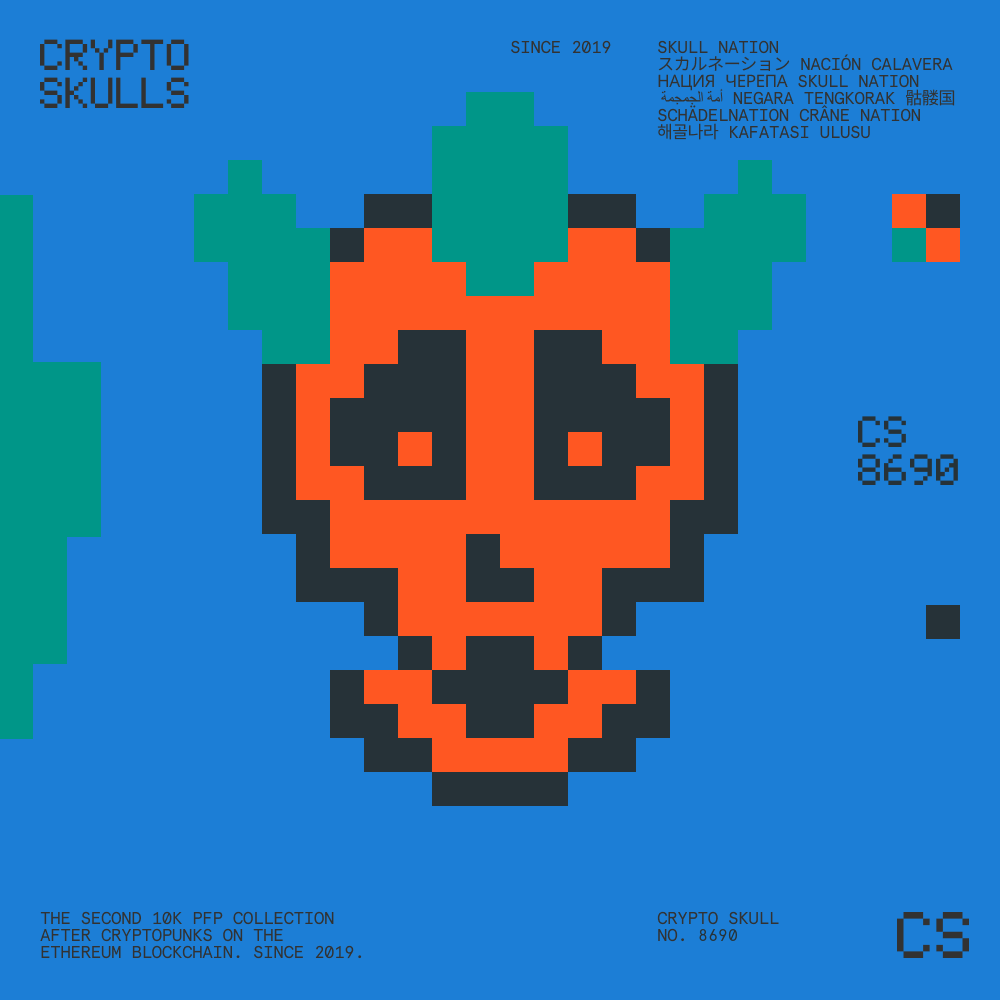 CRYPTO
SKULLS
SINCE 2019
SKULL NATION
スカルネーション NACIÓN CALAVERA
НАЦИЯ ЧЕРЕПА SKULL NATION
أمة الجمجمة NEGARA TENGKORAK 骷髅国
SCHÄDELNATION CRÂNE NATION
해골나라 KAFATASI ULUSU
CS
8690
THE SECOND 10K PFP COLLECTION
AFTER CRYPTOPUNKS ON THE
ETHEREUM BLOCKCHAIN. SINCE 2019.
CRYPTO SKULL
NO. 8690
CS